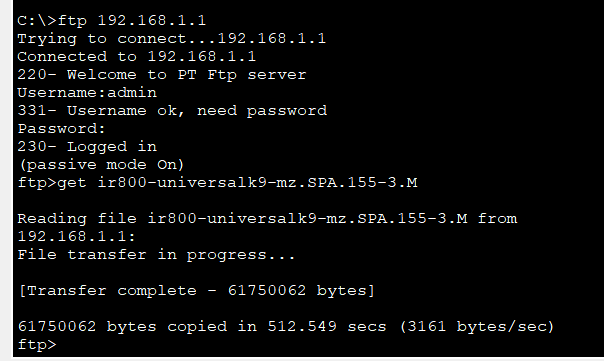 C:\>ftp 192.168.1.1
Trying to connect...192.168.1.1
Connected to 192.168.1.1
220- Welcome to PT Ftp server
Username:admin
331- Username ok, need password
Password:
230- Logged in
(passive mode On)
ftp>get ir800-universalk9-mz.SPA.155-3.M
Reading file ir800-universalk9-mz.SPA.155-3.M from
192.168.1.1:
File transfer in progress...
[Transfer complete - 61750062 bytes]
61750062 bytes copied in 512.549 secs (3161 bytes/sec)
ftp>